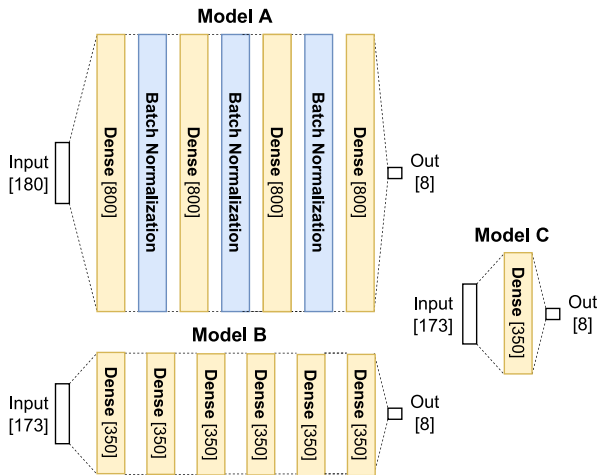 Model A
Input
[180]
Dense [800]
Batch Normalization
Dense [800]
Batch Normalization
Dense [800]
Batch Normalization
Dense [800]
Out
[8]
Model B
Input
[173]
Dense [350]
Dense [350]
Dense [350]
Dense [350]
Dense [350]
Dense [350]
Out
[8]
Model C
Input
[173]
Dense [350]
Out
[8]